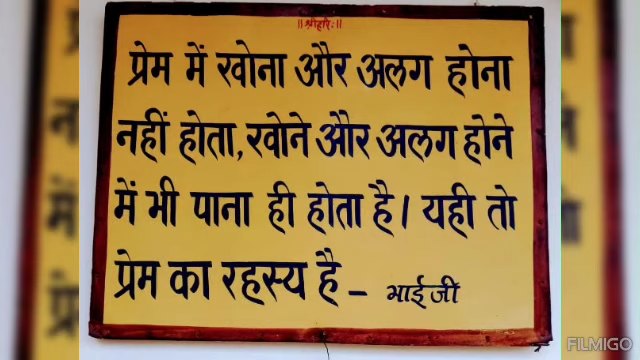 ॥श्रीहरिः॥
प्रेम में खोना और अलग होना
नहीं होता, खोने और अलग होने
में भी पाना ही होता है। यही तो
प्रेम का रहस्य है – भाईजी
FILMIGO